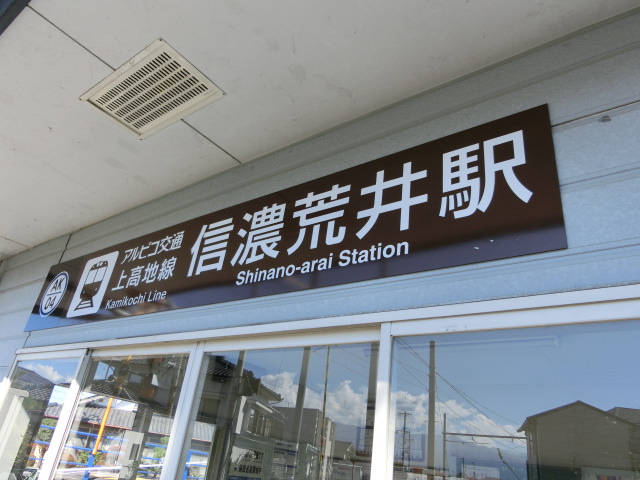 AK
04
アルピコ交通
上高地線
Kamikochi Line
信濃荒井駅
Shinano-arai Station